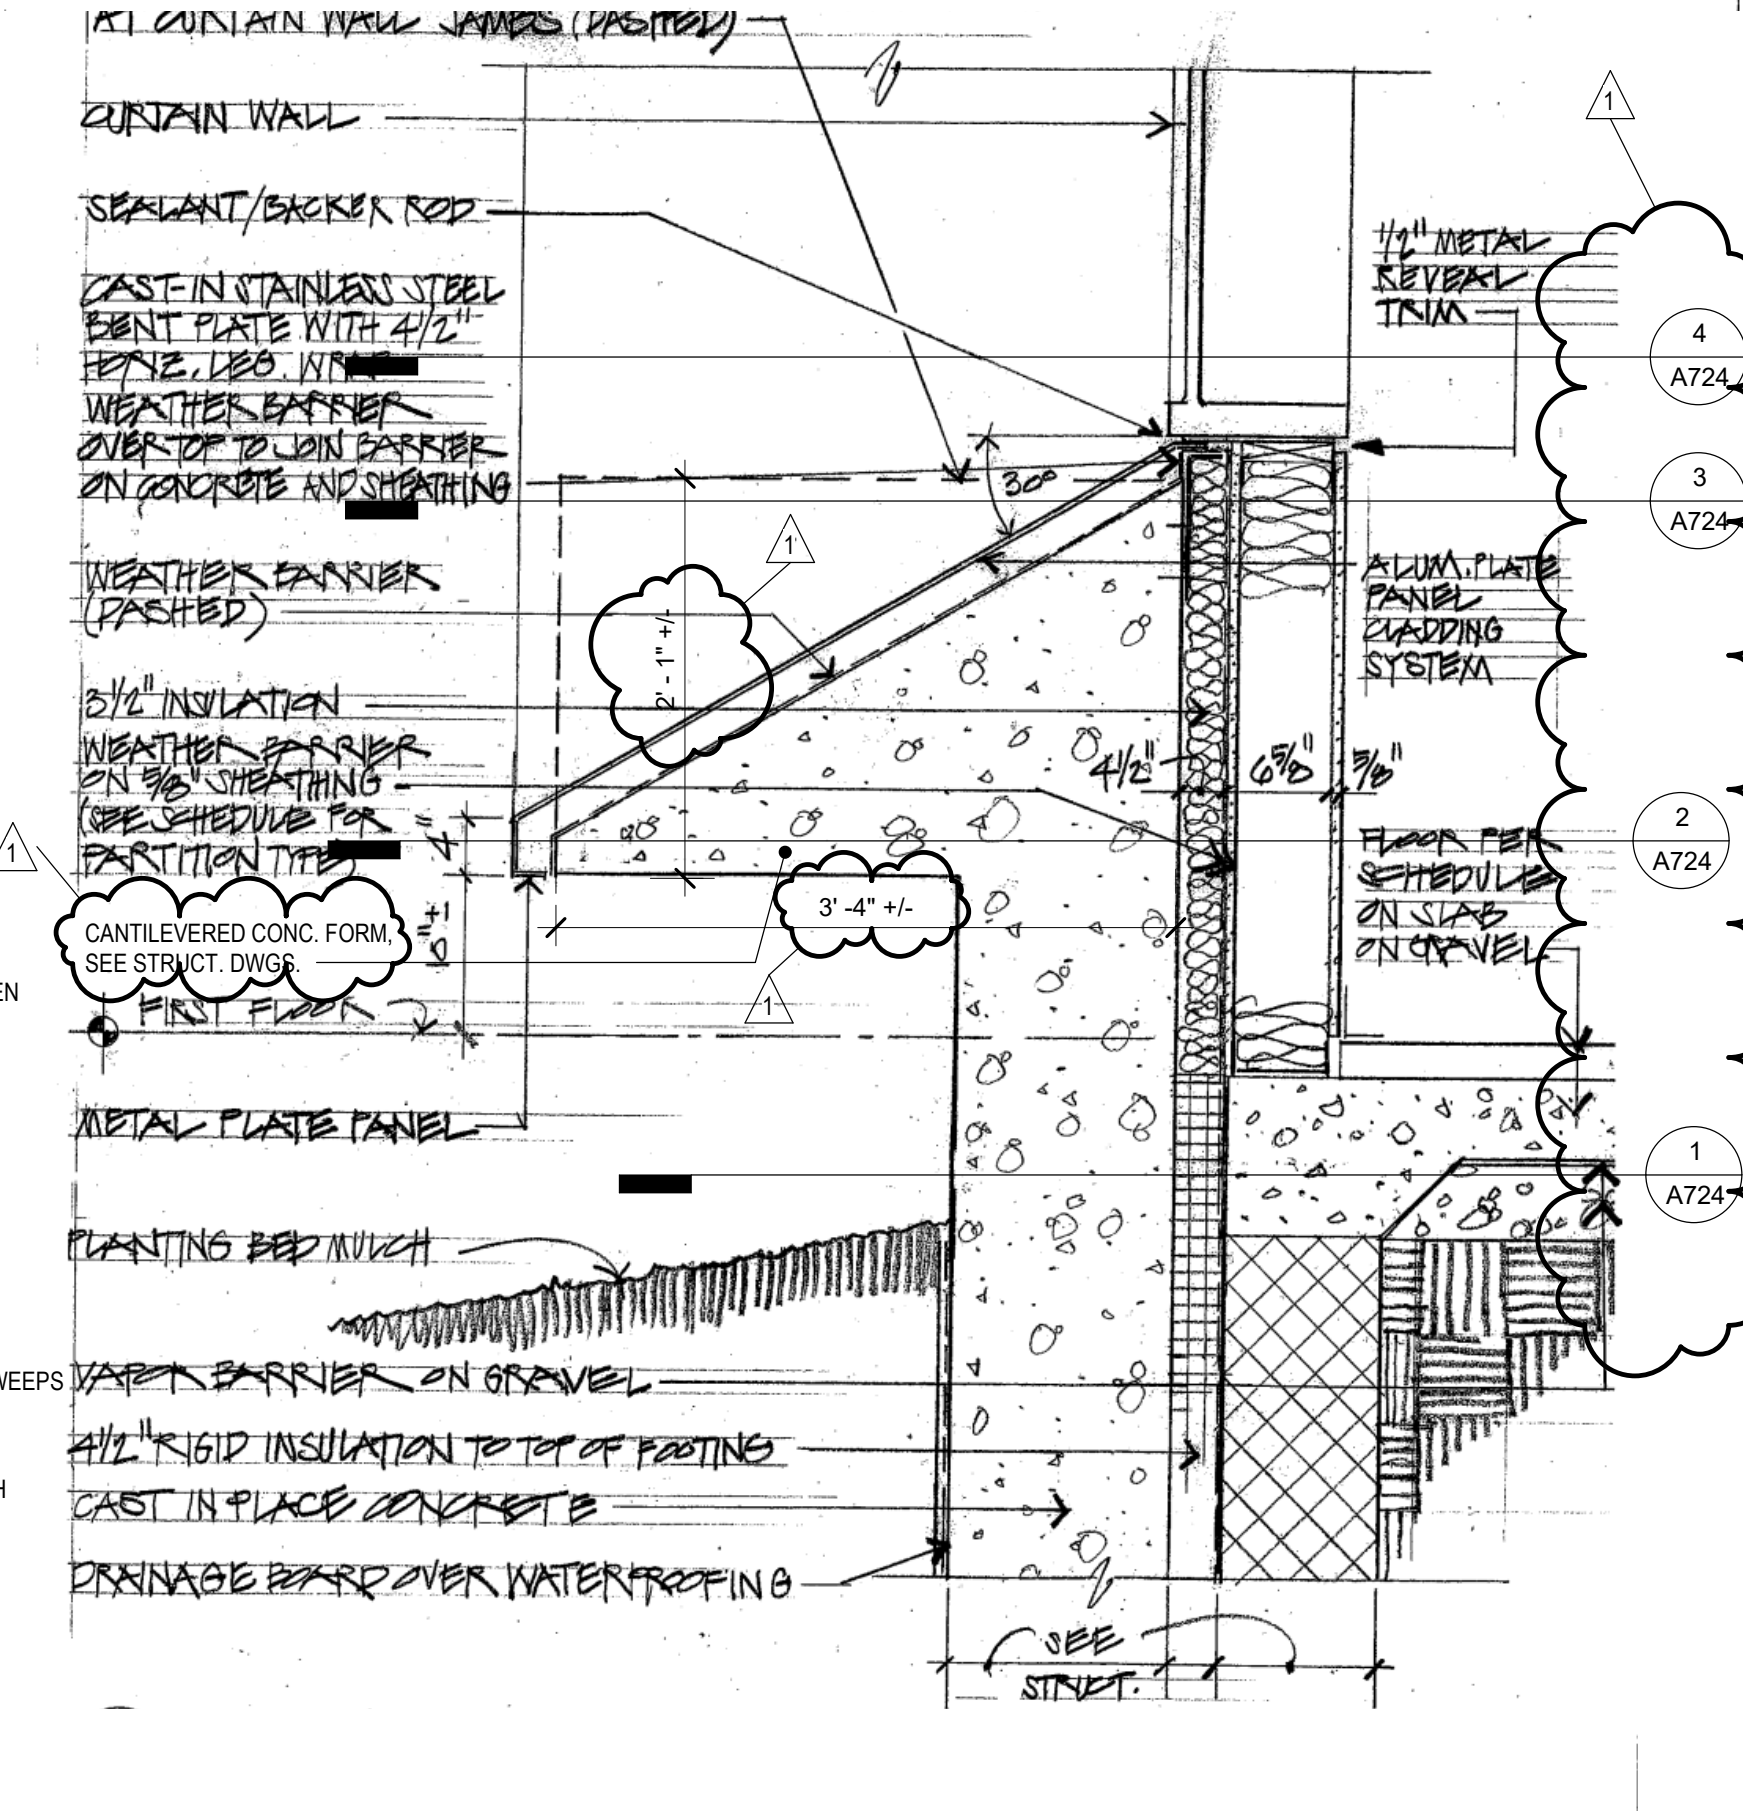 AT CURTAIN WALL JAMBS (DASHED)
CURTAIN WALL
SEALANT/BACKER ROD
CAST-IN STAINLESS STEEL
BENT PLATE WITH 4 1/2"
HORIZ. LEG. WRAP
WEATHER BARRIER
OVER TOP TO JOIN BARRIER
ON CONCRETE AND SHEATHING
WEATHER BARRIER
(DASHED)
3 1/2" INSULATION
WEATHER BARRIER
ON 5/8" SHEATHING
(SEE SCHEDULE FOR
PARTITION TYPE)
1
CANTILEVERED CONC. FORM,
SEE STRUCT. DWGS.
EN
FIRST FLOOR
METAL PLATE PANEL
PLANTING BED MULCH
WEEPS
VAPOR BARRIER ON GRAVEL
4 1/2" RIGID INSULATION TO TOP OF FOOTING
H
CAST IN PLACE CONCRETE
DRAINAGE BOARD OVER WATERPROOFING
30°
1
2' - 1" +/-
4"
3' -4" +/-
1
4 1/2"
6 5/8"
5/8"
SEE
STRUCT.
1
1/2" METAL
REVEAL
TRIM
4
A724
3
A724
ALUM. PLATE
PANEL
CLADDING
SYSTEM
2
A724
FLOOR PER
SCHEDULE
ON SLAB
ON GRAVEL
1
A724